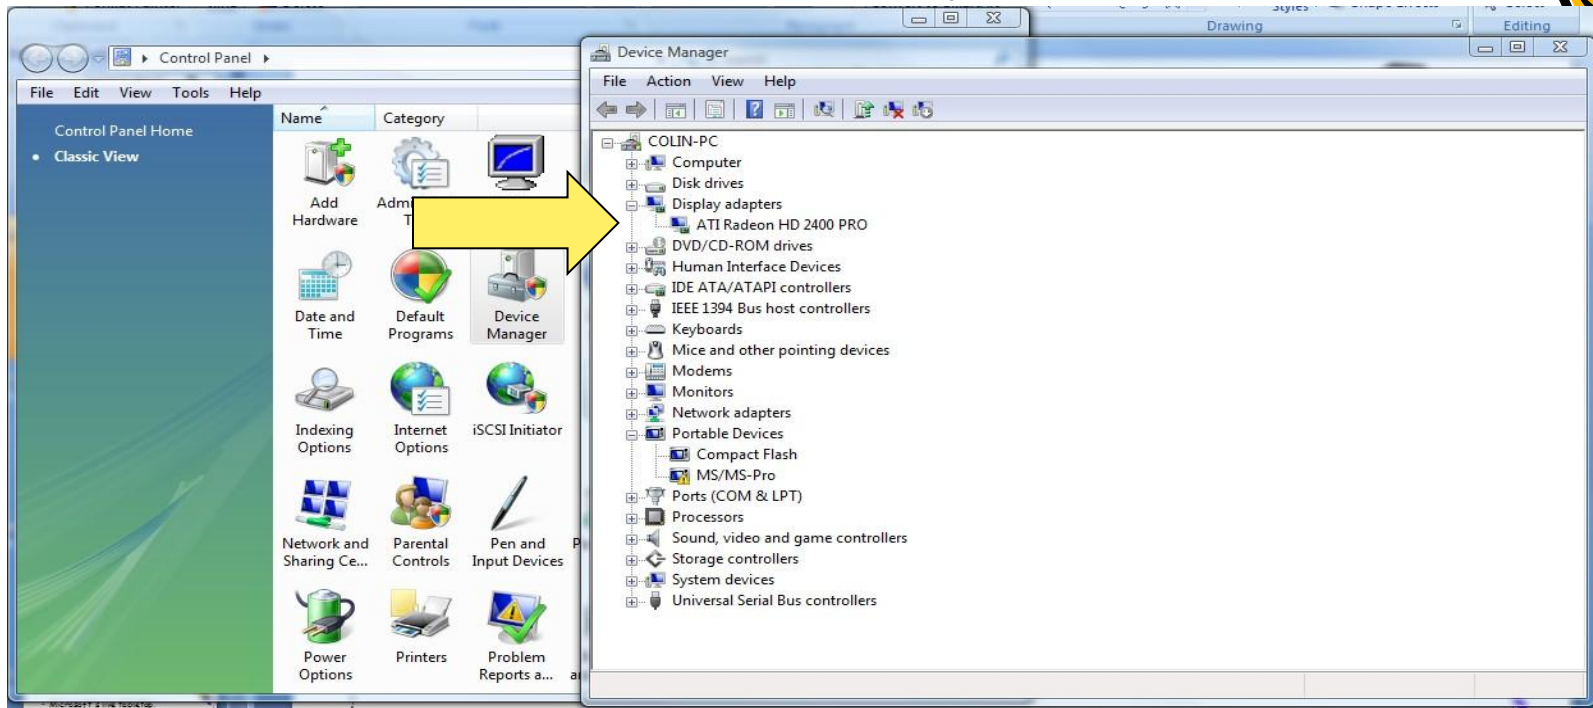 Drawing
Editing
Control Panel
File Edit View Tools Help
Control Panel Home
Classic View
Name Category
Add
Hardware
Date and
Time
Default
Programs
Device
Manager
Indexing
Options
Internet
Options
iSCSI Initiator
Network and
Sharing Ce...
Parental
Controls
Pen and
Input Devices
Power
Options
Printers
Problem
Reports a...
Device Manager
File Action View Help
COLIN-PC
Computer
Disk drives
Display adapters
ATI Radeon HD 2400 PRO
DVD/CD-ROM drives
Human Interface Devices
IDE ATA/ATAPI controllers
IEEE 1394 Bus host controllers
Keyboards
Mice and other pointing devices
Modems
Monitors
Network adapters
Portable Devices
Compact Flash
MS/MS-Pro
Ports (COM & LPT)
Processors
Sound, video and game controllers
Storage controllers
System devices
Universal Serial Bus controllers